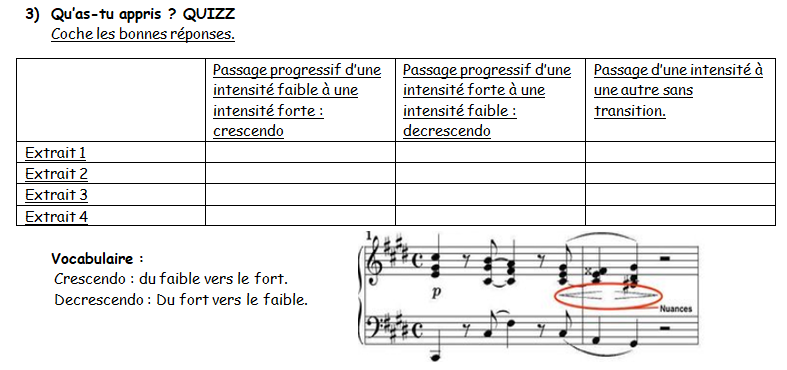 3) Qu'as-tu appris ? QUIZZ
Coche les bonnes réponses.
Passage progressif d'une
intensité faible à une
intensité forte :
crescendo
Passage progressif d'une
intensité forte à une
intensité faible :
decrescendo
Passage d'une intensité à
une autre sans
transition.
Extrait 1
Extrait 2
Extrait 3
Extrait 4
Vocabulaire :
Crescendo : du faible vers le fort.
Decrescendo : Du fort vers le faible.
1
p
Nuances